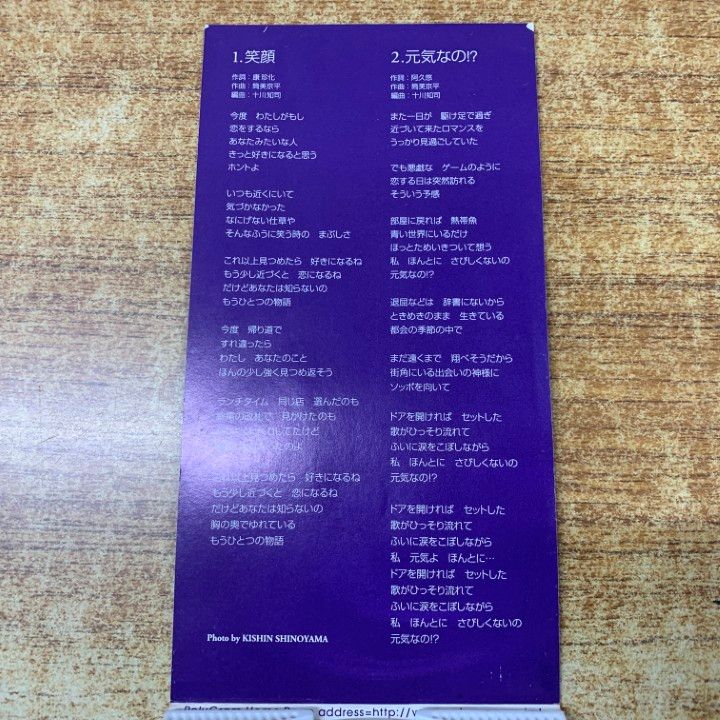 1.笑顔
作詞：康珍化
作曲：筒美京平
編曲：十川知司
今度　わたしがもし
恋をするなら
あなたみたいな人
きっと好きになると思う
ホントよ
いつも近くにいて
気づかなかった
なにげない仕草や
そんなふうに笑う時の　まぶしさ
これ以上見つめたら　好きになるね
もう少し近づくと　恋になるね
だけどあなたは知らないの
もうひとつの物語
今度　帰り道で
すれ違ったら
わたし　あなたのこと
ほんの少し強く見つめ返そう
ランチタイム　同じ店　選んだのも
改札で　見かけたのも
してたけど
のよ
これ以上見つめたら　好きになるね
もう少し近づくと　恋になるね
だけどあなたは知らないの
胸の奥でゆれている
もうひとつの物語
Photo by KISHIN SHINOYAMA
2.元気なの!?
作詞：阿久悠
作曲：筒美京平
編曲：十川知司
また一日が　駆け足で過ぎ
近づいて来たロマンスを
うっかり見過ごしていた
でも悪戯な　ゲームのように
恋する日は突然訪れる
そういう予感
部屋に戻れば　熱帯魚
青い世界にいるだけ
ほっとためいきついて想う
私　ほんとに　さびしくないの
元気なの!?
退屈などは　辞書にないから
ときめきのまま　生きている
都会の季節の中で
まだ遠くまで　翔べそうだから
街角にいる出会いの神様に
ソッポを向いて
ドアを開ければ　セットした
歌がひっそり流れて
ふいに涙をこぼしながら
私　ほんとに　さびしくないの
元気なの!?
ドアを開ければ　セットした
歌がひっそり流れて
ふいに涙をこぼしながら
私　元気よ　ほんとに…
ドアを開ければ　セットした
歌がひっそり流れて
ふいに涙をこぼしながら
私　ほんとに　さびしくないの
元気なの!?
address=http://